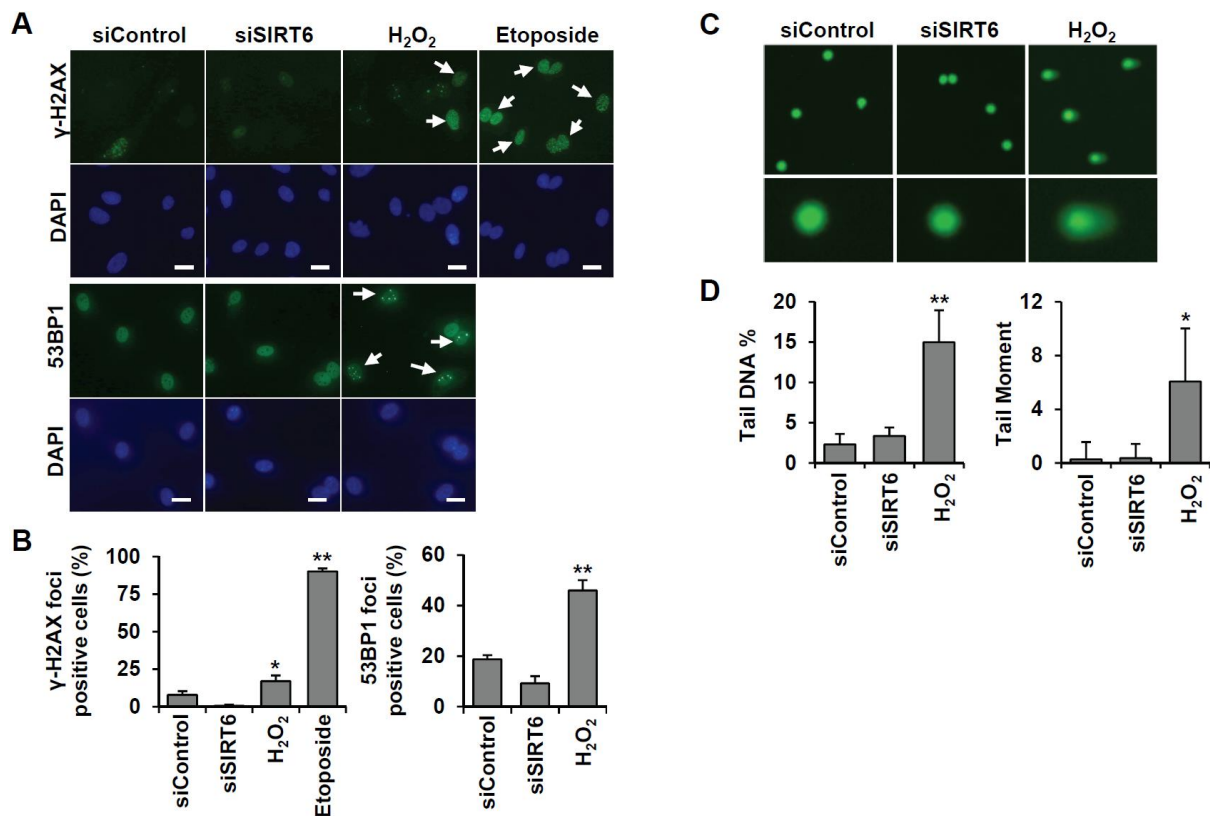 A
siControl siSIRT6 H₂O₂ Etoposide
γ-H2AX
DAPI
53BP1
DAPI
B
γ-H2AX foci
positive cells (%)
100
75
50
25
0
* **
siControl siSIRT6 H₂O₂ Etoposide
53BP1 foci
positive cells (%)
60
40
20
0
**
siControl siSIRT6 H₂O₂
C
siControl siSIRT6 H₂O₂
D
Tail DNA %
20
15
10
5
0
**
siControl siSIRT6 H₂O₂
Tail Moment
12
8
4
0
*
siControl siSIRT6 H₂O₂